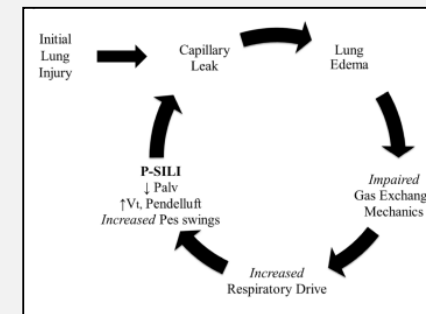 Initial
Lung
Injury
Capillary
Leak
Lung
Edema
Impaired
Gas Exchang
Mechanics
Increased
Respiratory Drive
P-SILI
↓ Palv
↑Vt, Pendelluft
Increased Pes swings